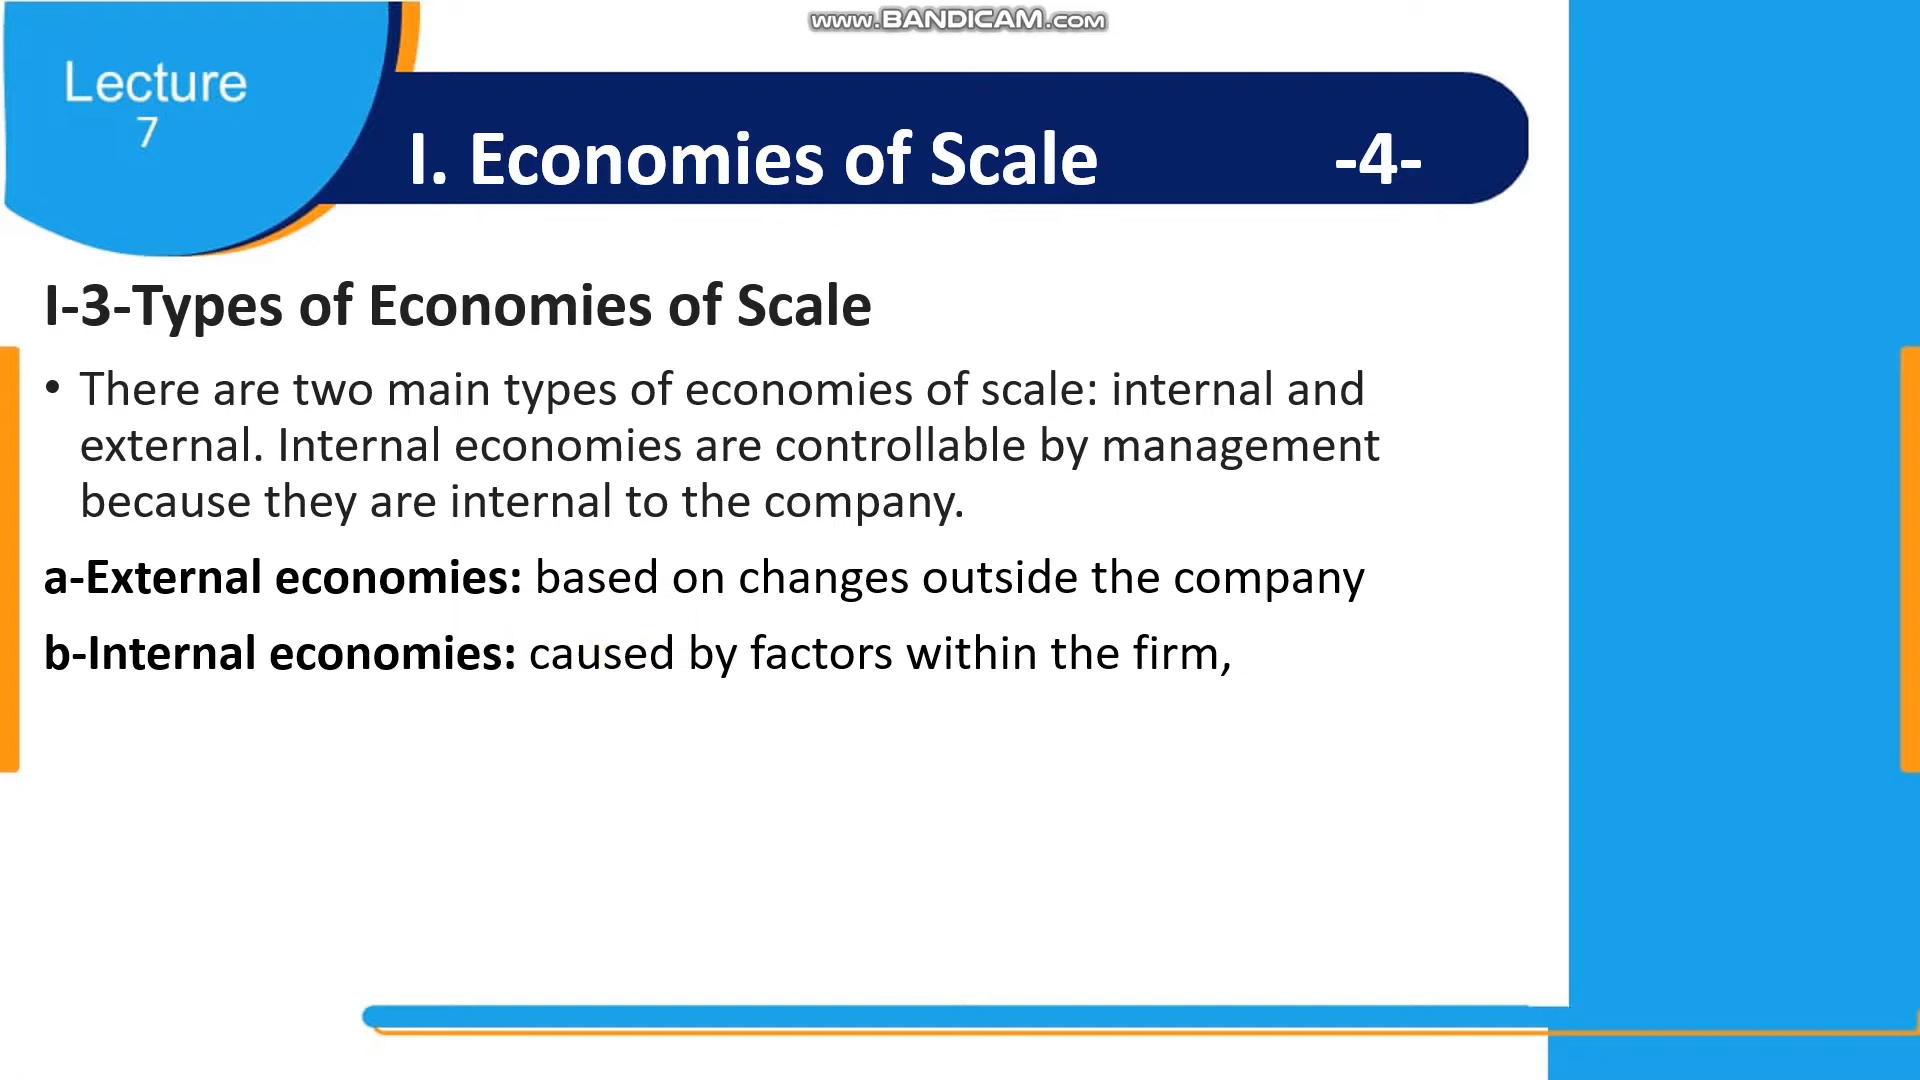 www.BANDICAM.com
Lecture
7
I. Economies of Scale -4-
I-3-Types of Economies of Scale
• There are two main types of economies of scale: internal and
external. Internal economies are controllable by management
because they are internal to the company.
a-External economies: based on changes outside the company
b-Internal economies: caused by factors within the firm,